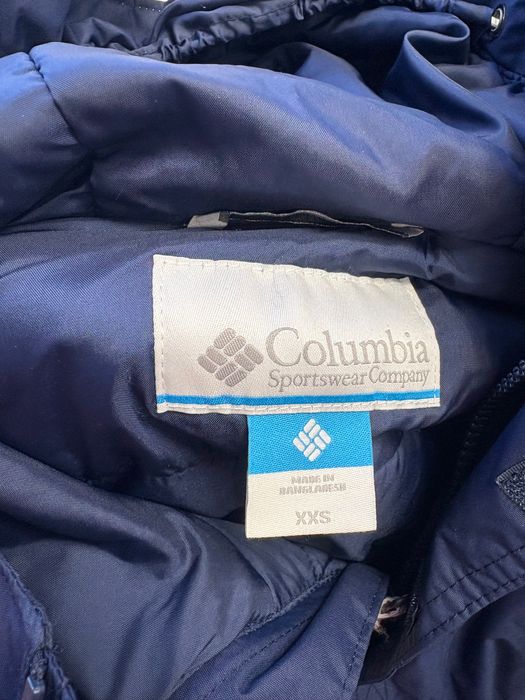 Columbia
Sportswear Company
MADE IN
BANGLADESH
XXS